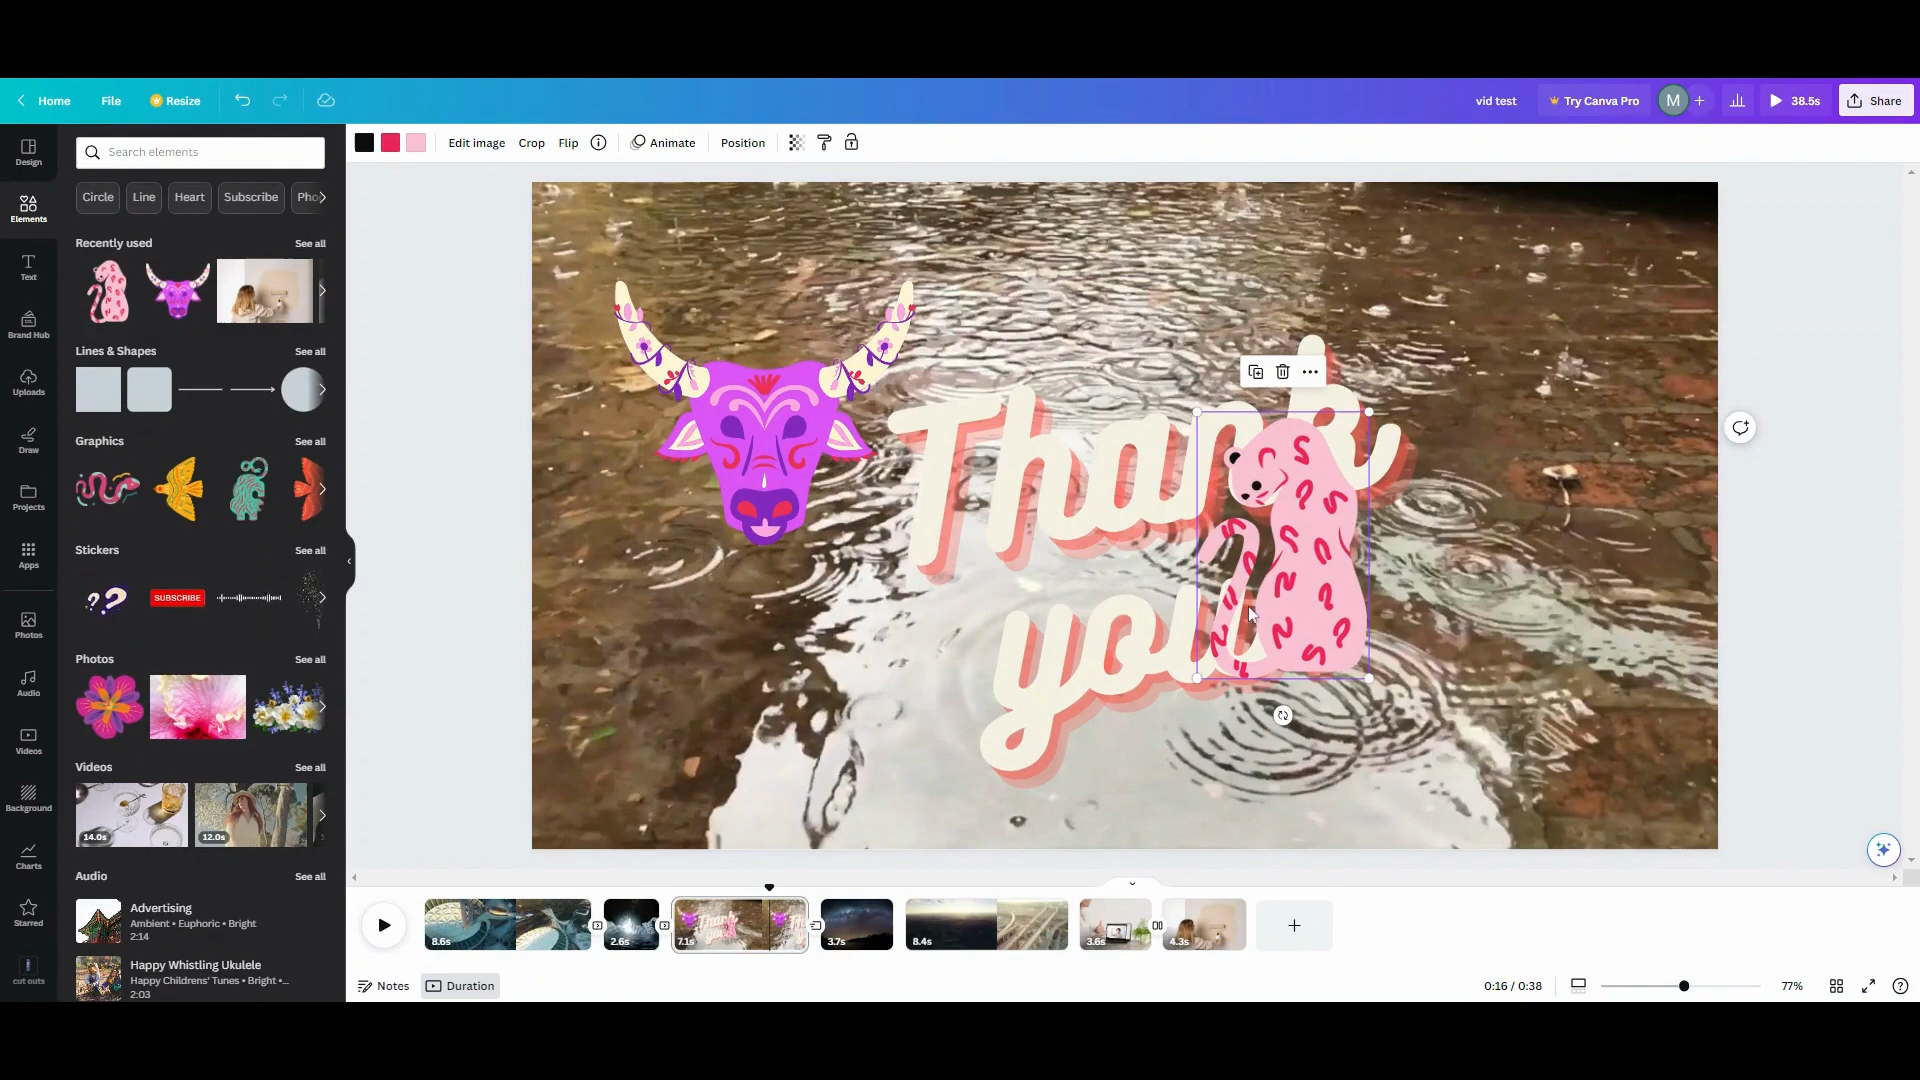 Home File Resize vid test Try Canva Pro M + 38.5s Share
Edit image Crop Flip Animate Position
Design
Elements
Text
Brand Hub
Uploads
Draw
Projects
Apps
Photos
Audio
Videos
Background
Charts
Starred
cut outs
Search elements
Circle Line Heart Subscribe Pho
Recently used See all
Lines & Shapes See all
Graphics See all
Stickers See all
SUBSCRIBE
Photos See all
Videos See all
14.0s 12.0s
Audio See all
Advertising
Ambient • Euphoric • Bright
2:14
Happy Whistling Ukulele
Happy Childrens' Tunes • Bright •...
2:03
Thank
you
8.6s 2.6s 7.1s 3.7s 8.4s 3.6s 4.3s
Notes Duration 0:16 / 0:38 77%